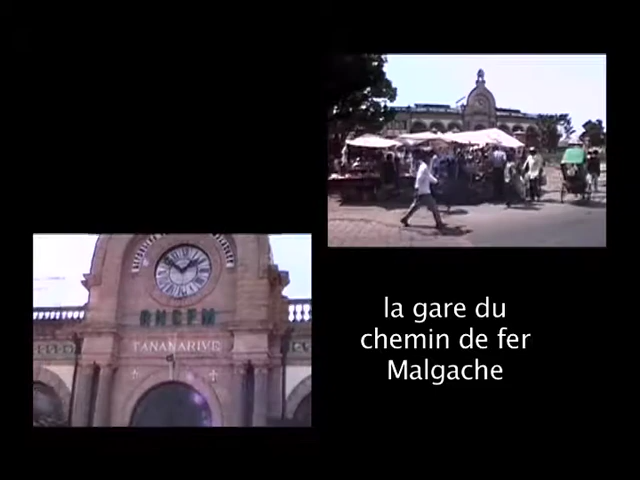 RNCFM
TANANARIVE
la gare du
chemin de fer
Malgache